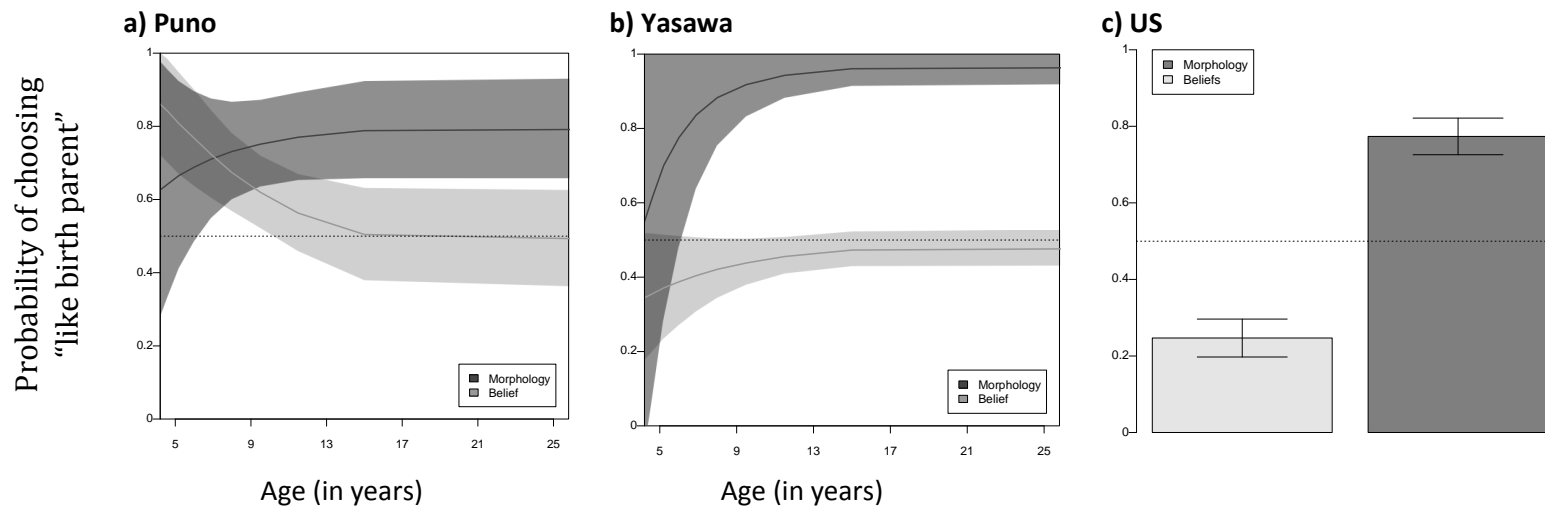 a) Puno
b) Yasawa
c) US
Probability of choosing
“like birth parent”
1
0.8
0.6
0.4
0.2
0
5
9
13
17
21
25
Morphology
Belief
Age (in years)
1
0.8
0.6
0.4
0.2
0
5
9
13
17
21
25
Morphology
Belief
Age (in years)
1
0.8
0.6
0.4
0.2
0
Morphology
Beliefs